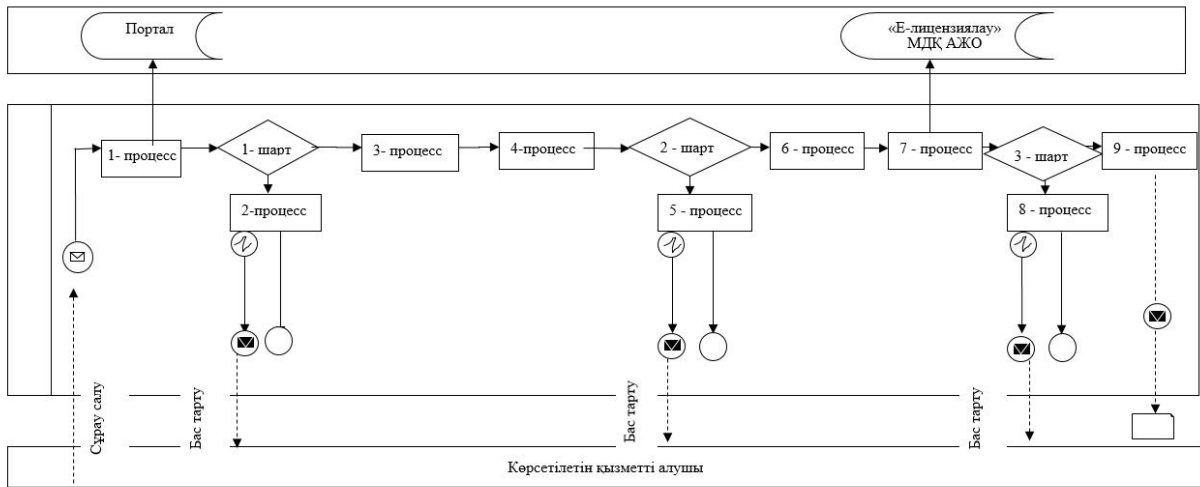 Портал
«Е-лицензиялау»
МДҚ АЖО
1- процесс
1- шарт
3- процесс
4-процесс
2 - шарт
6 - процесс
7 - процесс
3 - шарт
9 - процесс
2-процесс
5 - процесс
8 - процесс
Сұрау салу
Бас тарту
Бас тарту
Бас тарту
Көрсетілетін қызметті алушы